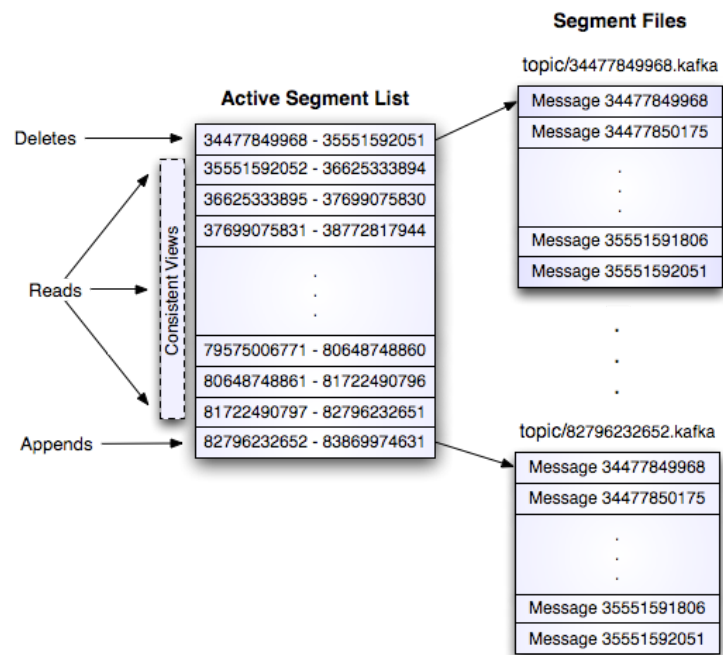 Segment Files
topic/34477849968.kafka
Active Segment List
Message 34477849968
Deletes
34477849968 - 35551592051
Message 34477850175
35551592052 - 36625333894
.
36625333895 - 37699075830
.
.
37699075831 - 38772817944
Message 35551591806
Message 35551592051
Consistent Views
.
Reads
.
.
.
79575006771 - 80648748860
.
80648748861 - 81722490796
.
81722490797 - 82796232651
topic/82796232652.kafka
Appends
82796232652 - 83869974631
Message 34477849968
Message 34477850175
.
.
.
Message 35551591806
Message 35551592051